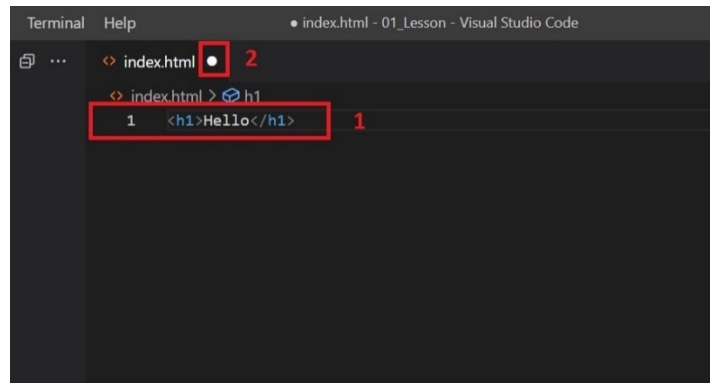 Terminal Help ● index.html - 01_Lesson - Visual Studio Code
... <> index.html ● 2
<> index.html > h1
1 <h1>Hello</h1> 1